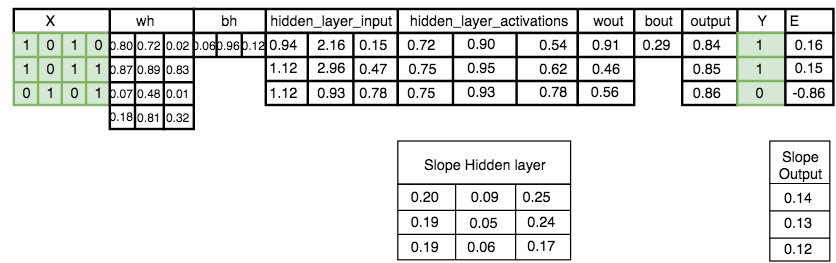 X wh bh hidden_layer_input hidden_layer_activations wout bout output Y E
1 0 1 0 0.80 0.72 0.02 0.06 0.96 0.12 0.94 2.16 0.15 0.72 0.90 0.54 0.91 0.29 0.84 1 0.16
1 0 1 1 0.87 0.89 0.83 1.12 2.96 0.47 0.75 0.95 0.62 0.46 0.85 1 0.15
0 1 0 1 0.07 0.48 0.01 1.12 0.93 0.78 0.75 0.93 0.78 0.56 0.86 0 -0.86
0.18 0.81 0.32
Slope Hidden layer
0.20 0.09 0.25
0.19 0.05 0.24
0.19 0.06 0.17
Slope
Output
0.14
0.13
0.12